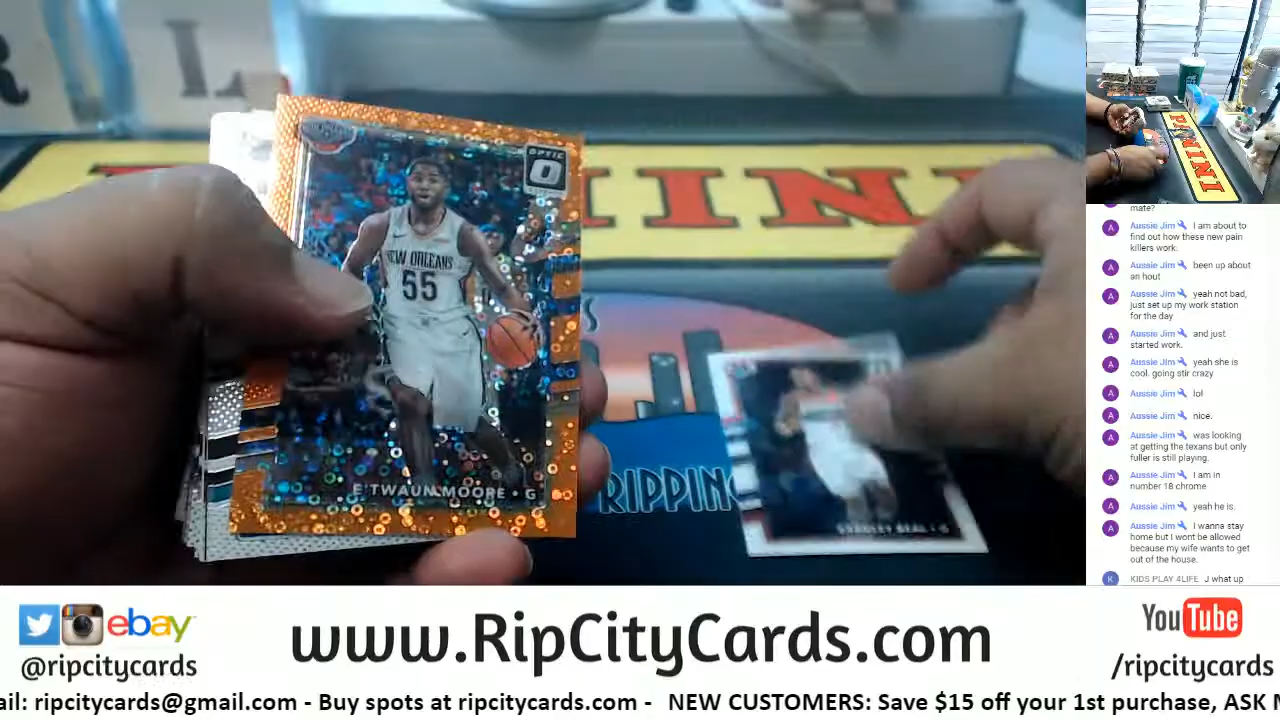 OPTIC
O
NEW ORLEANS
55
E'TWAUN MOORE • G
BRADLEY BEAL • G
RIPPING
PANINI
mate?
Aussie Jim I am about to
find out how these new pain
killers work.
Aussie Jim been up about
an hout
Aussie Jim yeah not bad,
just set up my work station
for the day
Aussie Jim and just
started work.
Aussie Jim yeah she is
cool. going stir crazy
Aussie Jim lol
Aussie Jim nice.
Aussie Jim was looking
at getting the texans but only
fuller is still playing.
Aussie Jim I am in
number 18 chrome
Aussie Jim yeah he is.
Aussie Jim I wanna stay
home but I wont be allowed
because my wife wants to get
out of the house.
KIDS PLAY 4LIFE J what up
ebay
@ripcitycards
www.RipCityCards.com
YouTube
/ripcitycards
ail: ripcitycards@gmail.com - Buy spots at ripcitycards.com - NEW CUSTOMERS: Save $15 off your 1st purchase, ASK